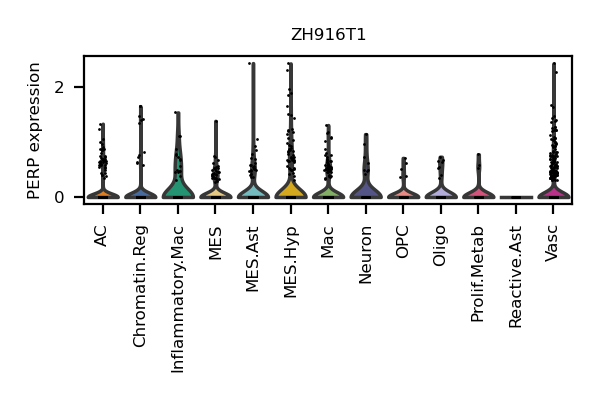 ZH916T1
PERP expression
2
0
AC
Chromatin.Reg
Inflammatory.Mac
MES
MES.Ast
MES.Hyp
Mac
Neuron
OPC
Oligo
Prolif.Metab
Reactive.Ast
Vasc